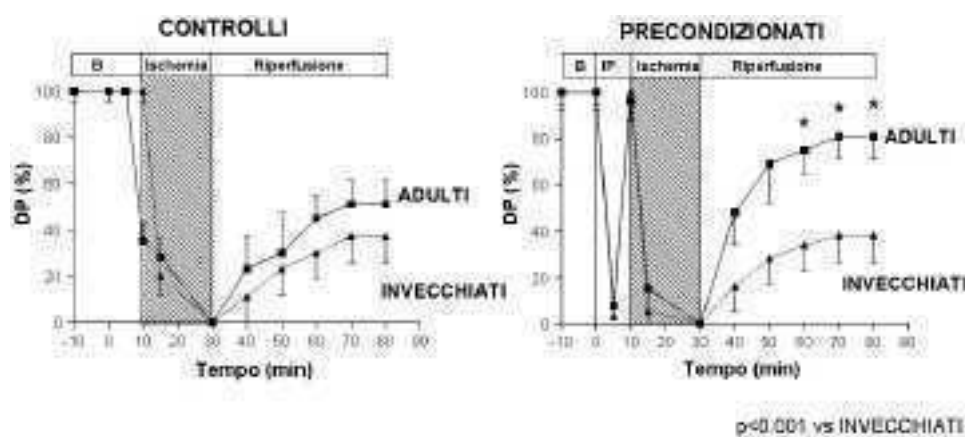 CONTROLLI
B Ischemia Riperfusione
100
80
60
40
20
0
DP (%)
-10 0 10 20 30 40 50 60 70 80 90
Tempo (min)
ADULTI
INVECCHIATI
PRECONDIZIONATI
B IP Ischemia Riperfusione
* * *
100
80
60
40
20
0
DP (%)
-10 0 10 20 30 40 50 60 70 80 90
Tempo (min)
ADULTI
INVECCHIATI
p<0.001 vs INVECCHIATI